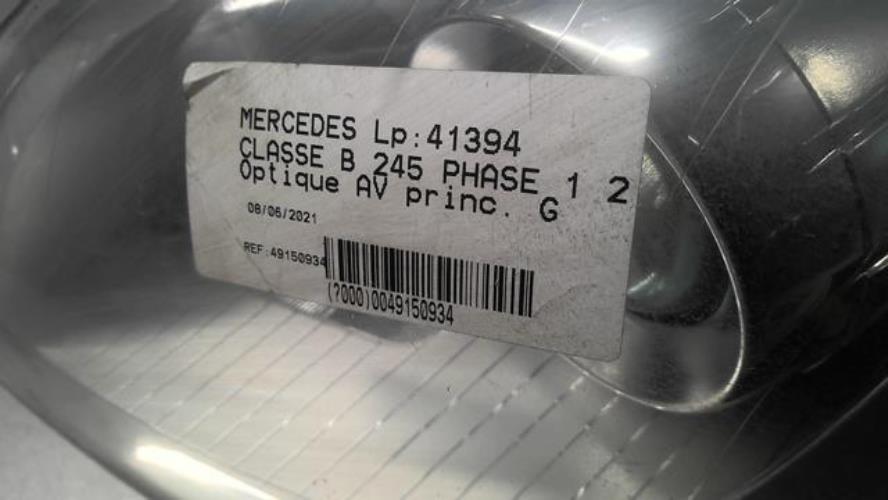 MERCEDES Lp:41394
CLASSE B 245 PHASE 1 2
Optique AV princ. G
08/06/2021
REF:49150934
(?000)0049150934